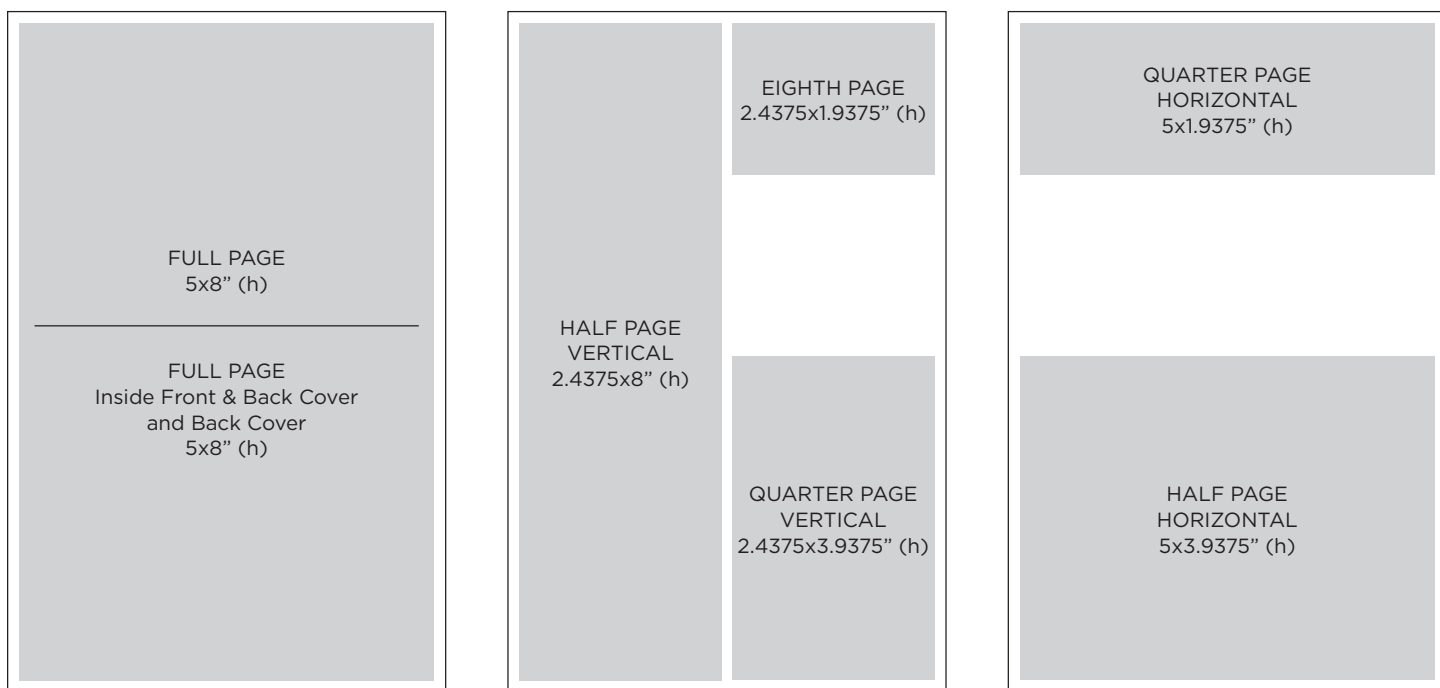 FULL PAGE
5x8” (h)
FULL PAGE
Inside Front & Back Cover
and Back Cover
5x8” (h)
HALF PAGE
VERTICAL
2.4375x8” (h)
EIGHTH PAGE
2.4375x1.9375” (h)
QUARTER PAGE
VERTICAL
2.4375x3.9375” (h)
QUARTER PAGE
HORIZONTAL
5x1.9375” (h)
HALF PAGE
HORIZONTAL
5x3.9375” (h)